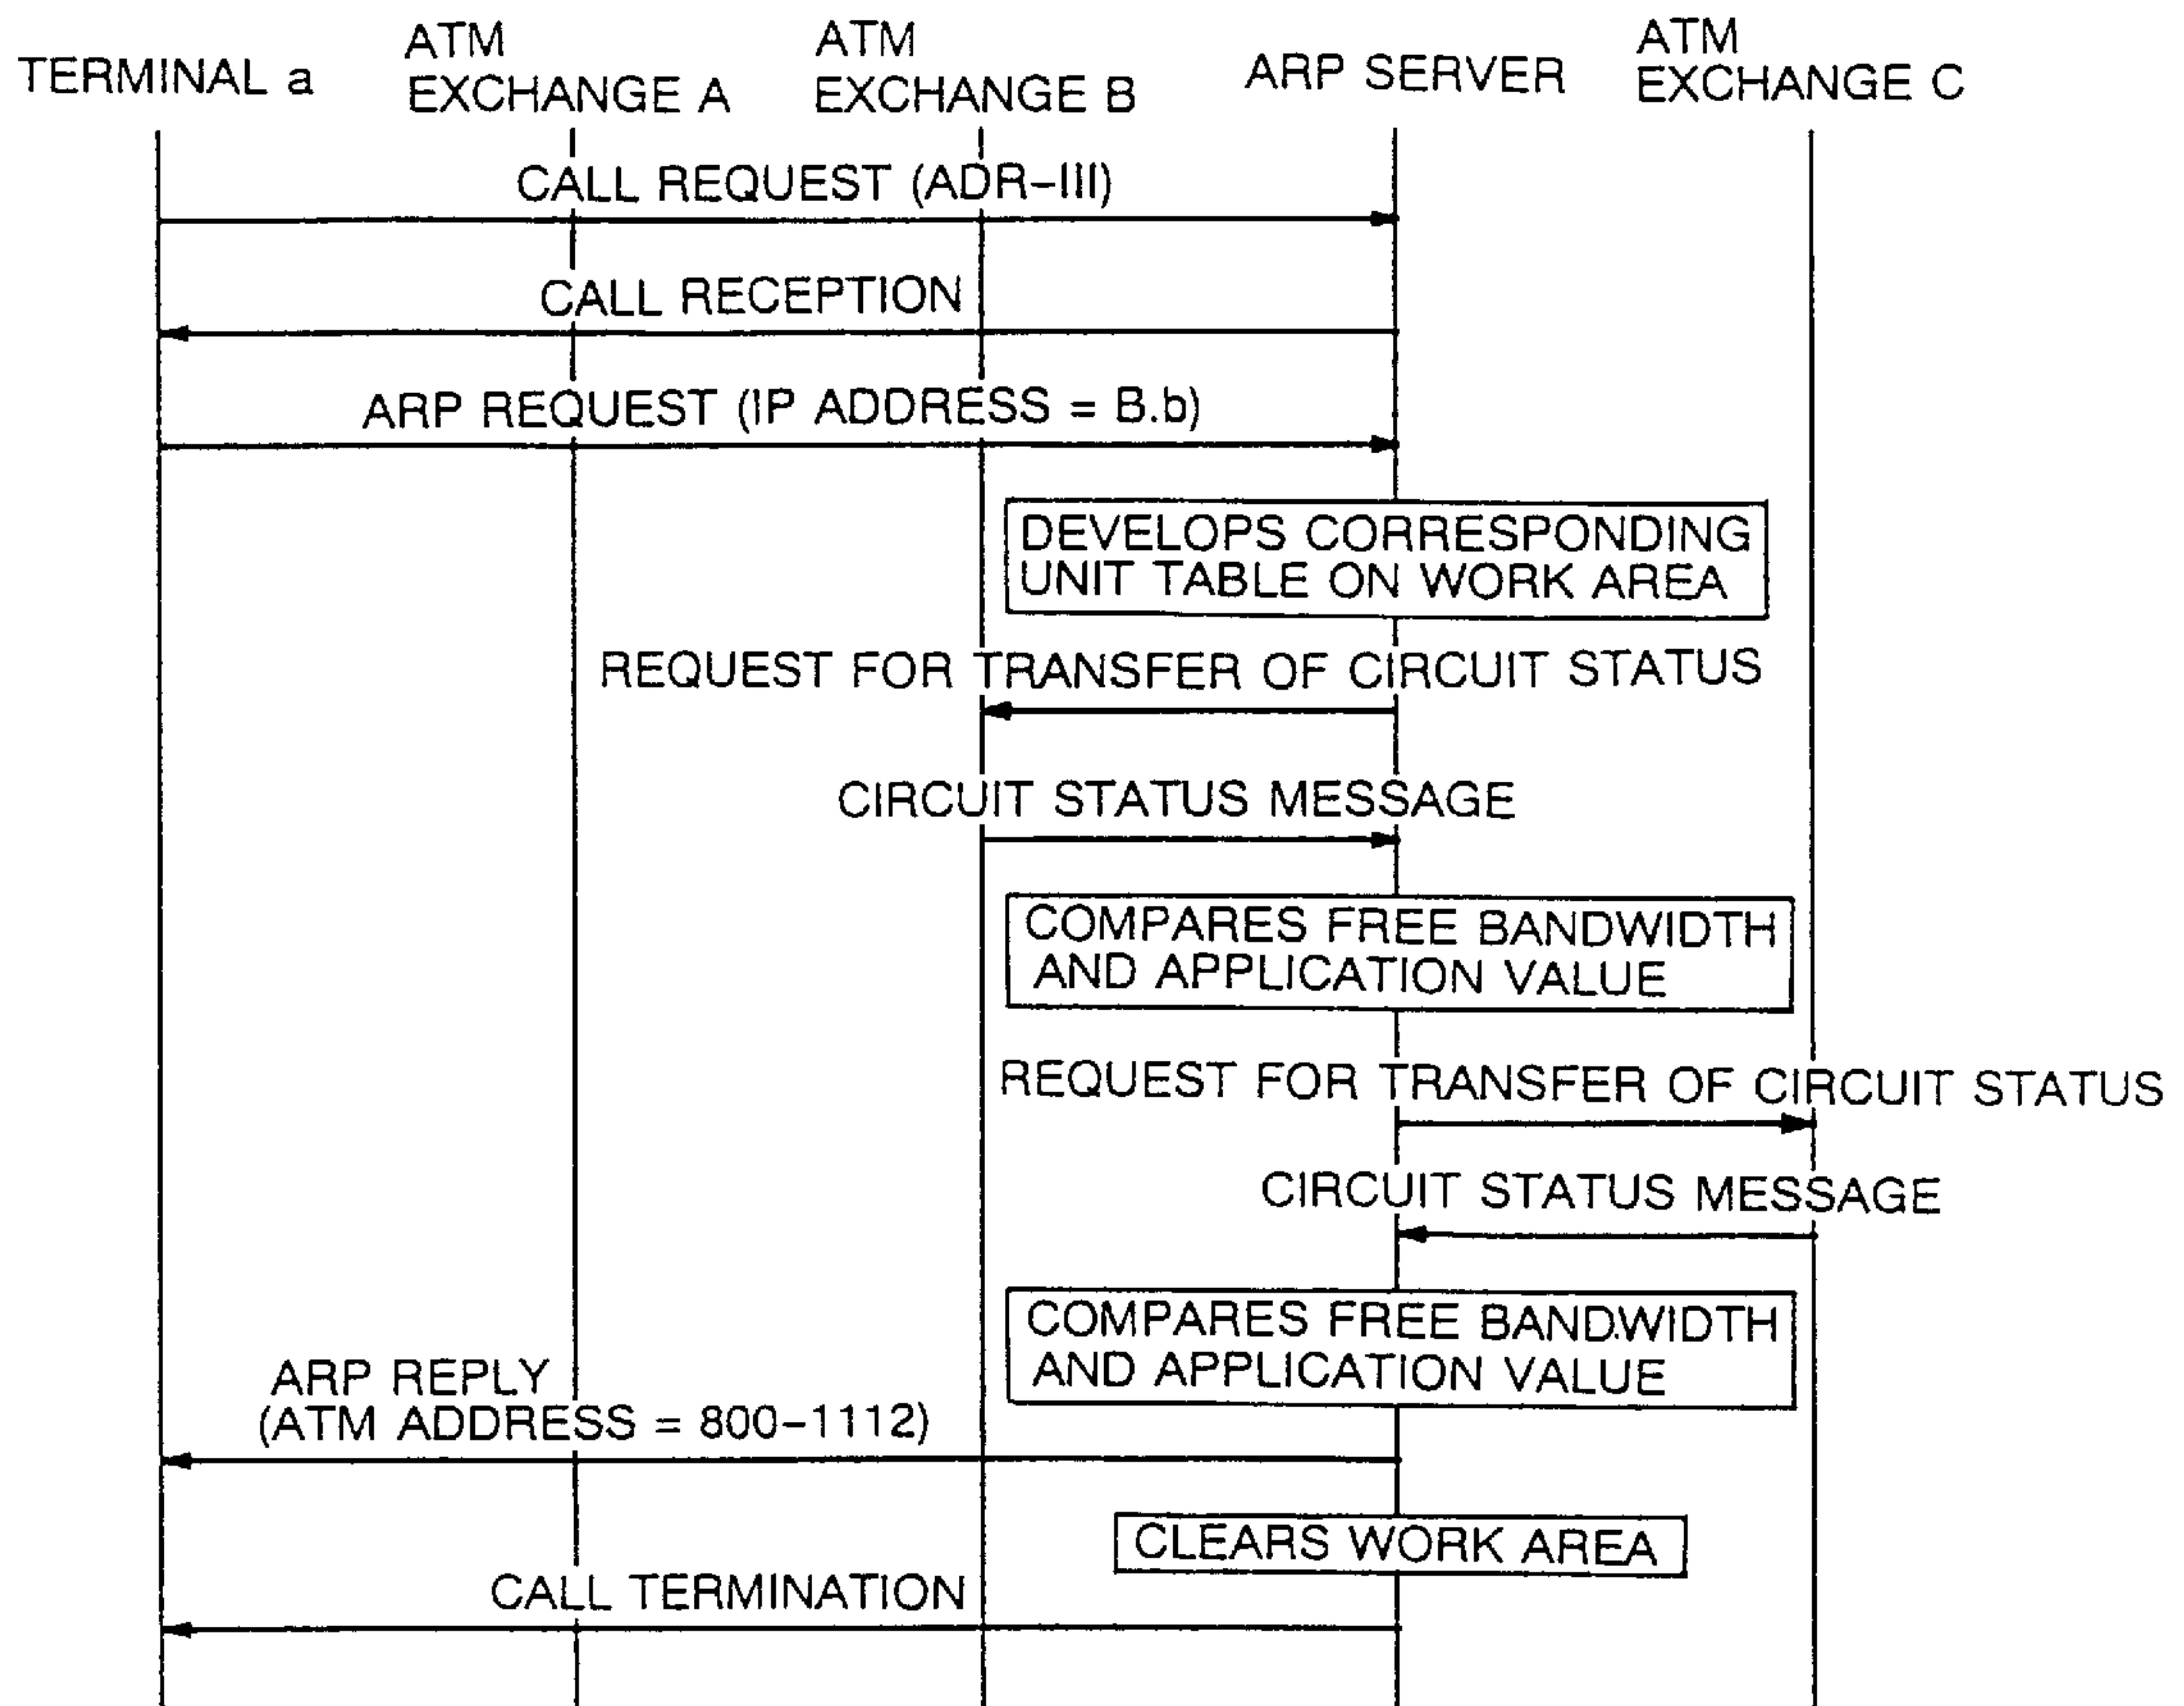 TERMINAL a
ATM
EXCHANGE A
ATM
EXCHANGE B
ARP SERVER
ATM
EXCHANGE C
CALL REQUEST (ADR-III)
CALL RECEPTION
ARP REQUEST (IP ADDRESS = B.b)
DEVELOPS CORRESPONDING
UNIT TABLE ON WORK AREA
REQUEST FOR TRANSFER OF CIRCUIT STATUS
CIRCUIT STATUS MESSAGE
COMPARES FREE BANDWIDTH
AND APPLICATION VALUE
REQUEST FOR TRANSFER OF CIRCUIT STATUS
CIRCUIT STATUS MESSAGE
COMPARES FREE BANDWIDTH
AND APPLICATION VALUE
ARP REPLY
(ATM ADDRESS = 800-1112)
CLEARS WORK AREA
CALL TERMINATION